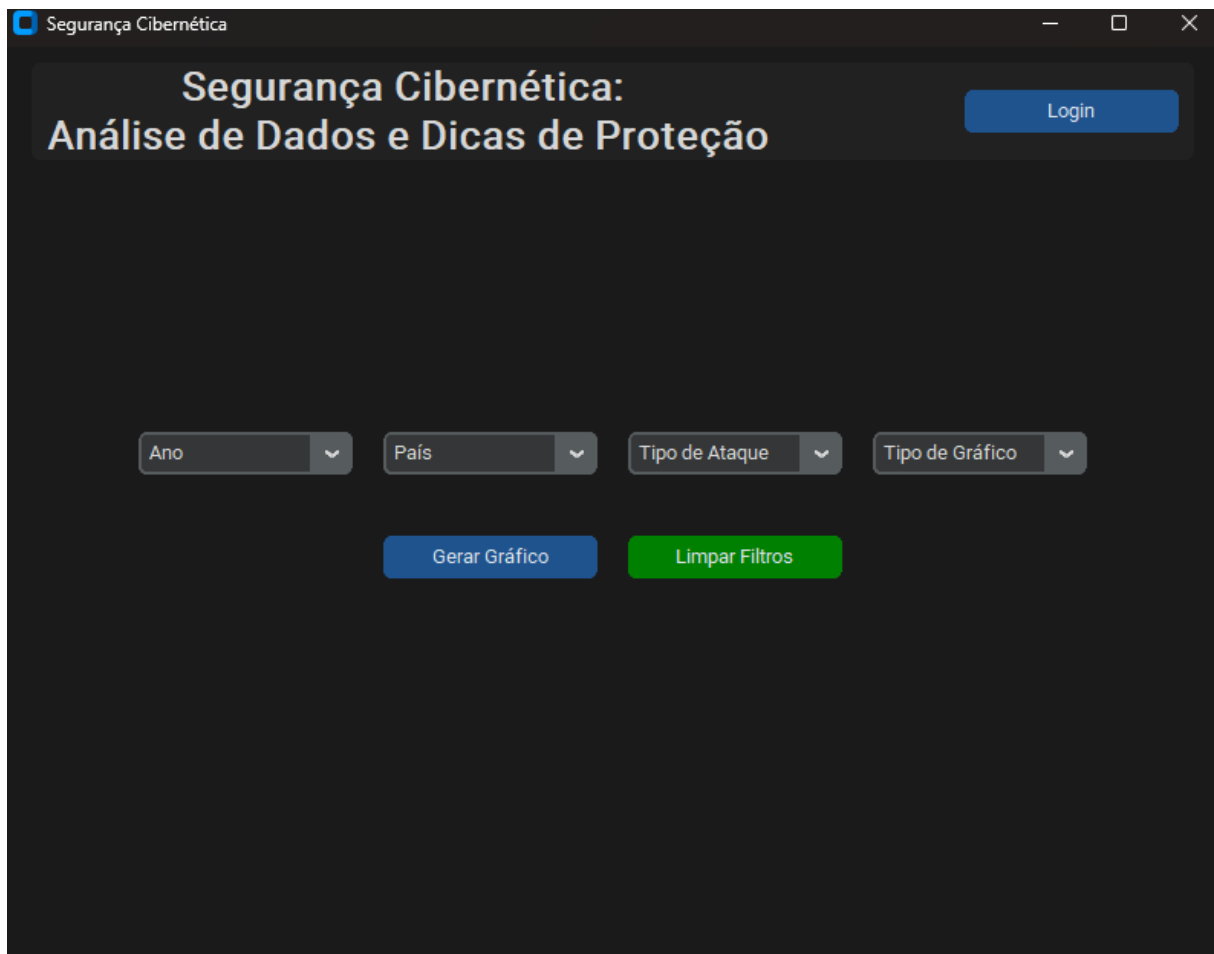 Segurança Cibernética
Segurança Cibernética:
Análise de Dados e Dicas de Proteção
Login
Ano
País
Tipo de Ataque
Tipo de Gráfico
Gerar Gráfico
Limpar Filtros